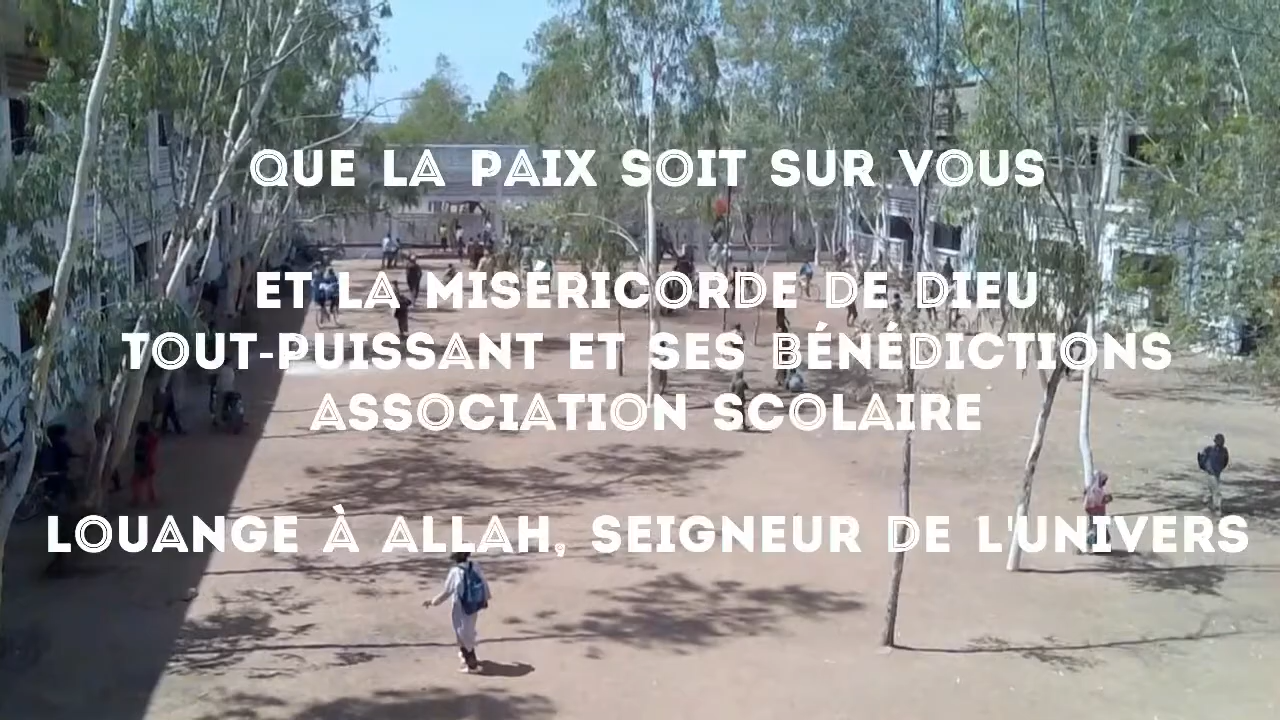 QUE LA PAIX SOIT SUR VOUS
ET LA MISÉRICORDE DE DIEU
TOUT-PUISSANT ET SES BÉNÉDICTIONS
ASSOCIATION SCOLAIRE
LOUANGE À ALLAH, SEIGNEUR DE L'UNIVERS